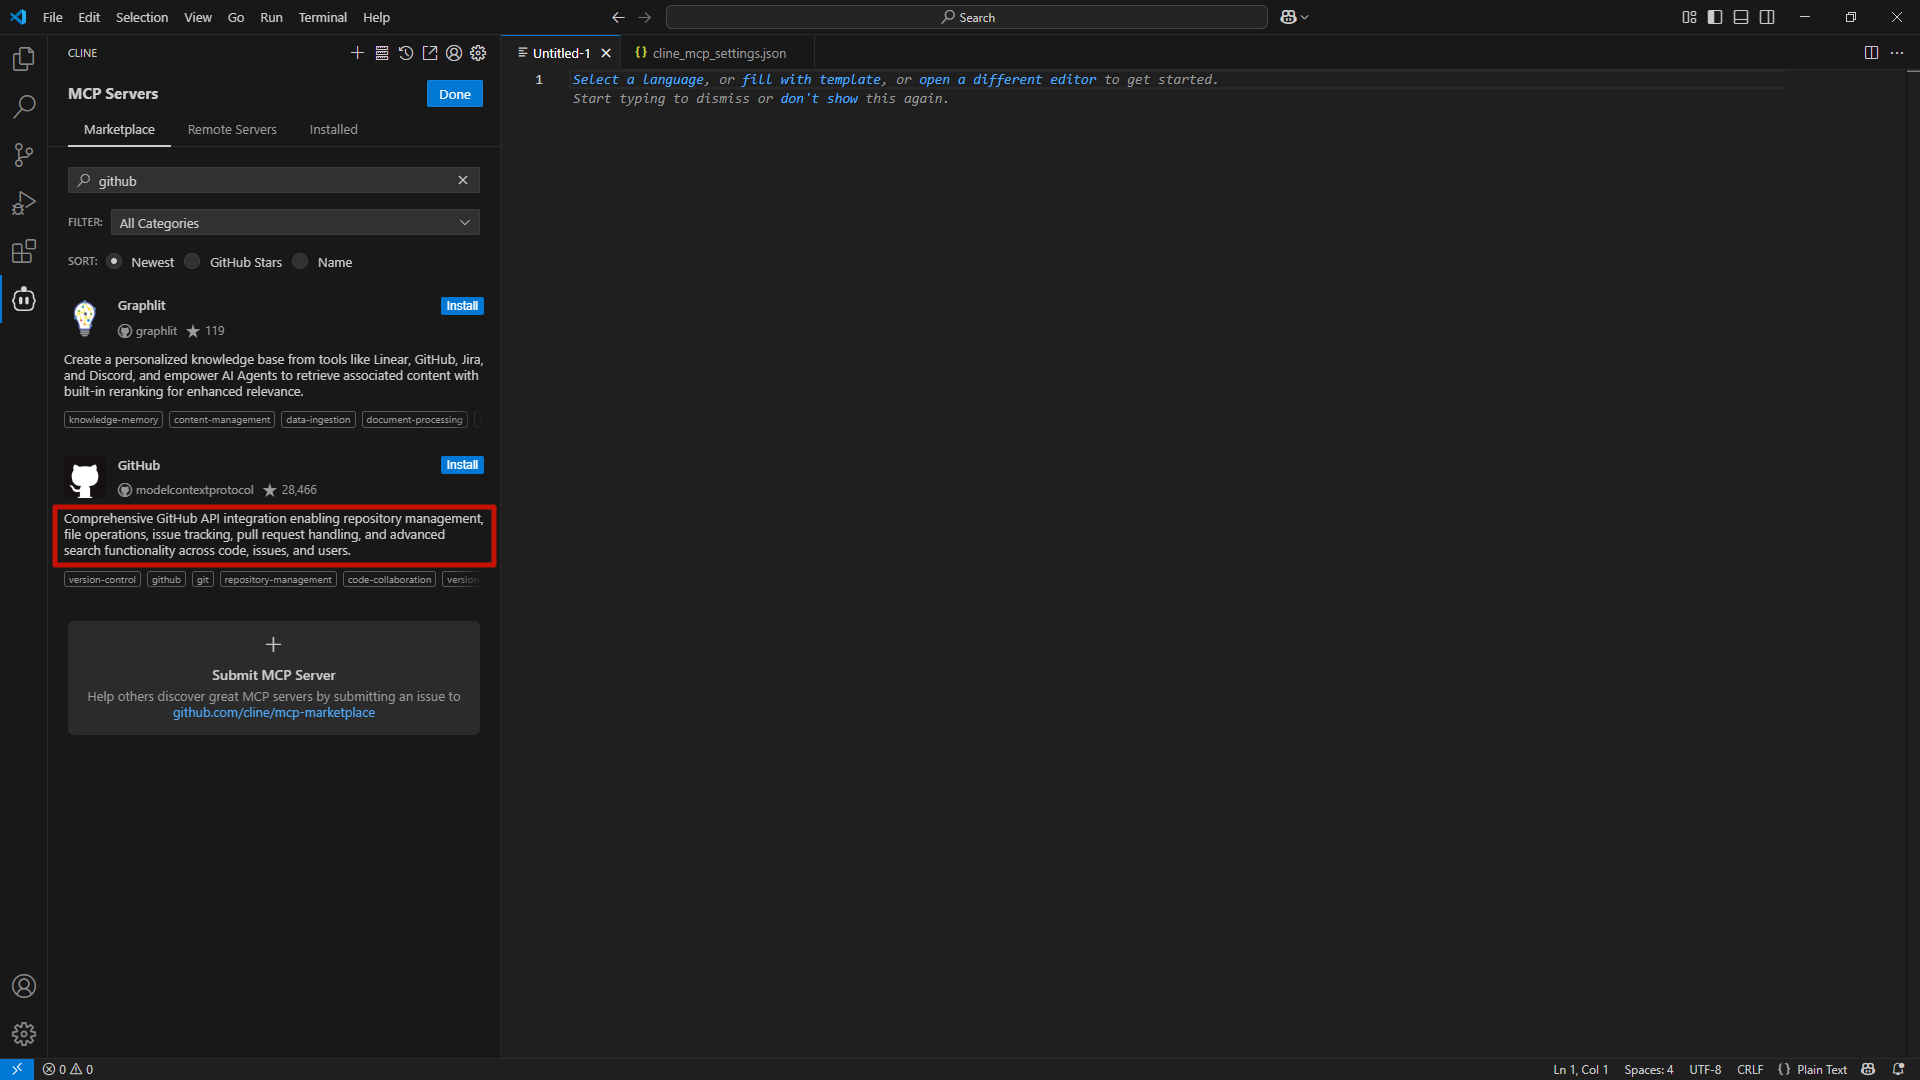 File Edit Selection View Go Run Terminal Help
Search
CLINE
MCP Servers
Done
Marketplace Remote Servers Installed
github
FILTER: All Categories
SORT: Newest GitHub Stars Name
Graphlit
Install
graphlit 119
Create a personalized knowledge base from tools like Linear, GitHub, Jira,
and Discord, and empower AI Agents to retrieve associated content with
built-in reranking for enhanced relevance.
knowledge-memory content-management data-ingestion document-processing
GitHub
Install
modelcontextprotocol 28,466
Comprehensive GitHub API integration enabling repository management,
file operations, issue tracking, pull request handling, and advanced
search functionality across code, issues, and users.
version-control github git repository-management code-collaboration version-
Submit MCP Server
Help others discover great MCP servers by submitting an issue to
github.com/cline/mcp-marketplace
Untitled-1 cline_mcp_settings.json
1 Select a language, or fill with template, or open a different editor to get started.
Start typing to dismiss or don't show this again.
0 0
Ln 1, Col 1 Spaces: 4 UTF-8 CRLF {} Plain Text